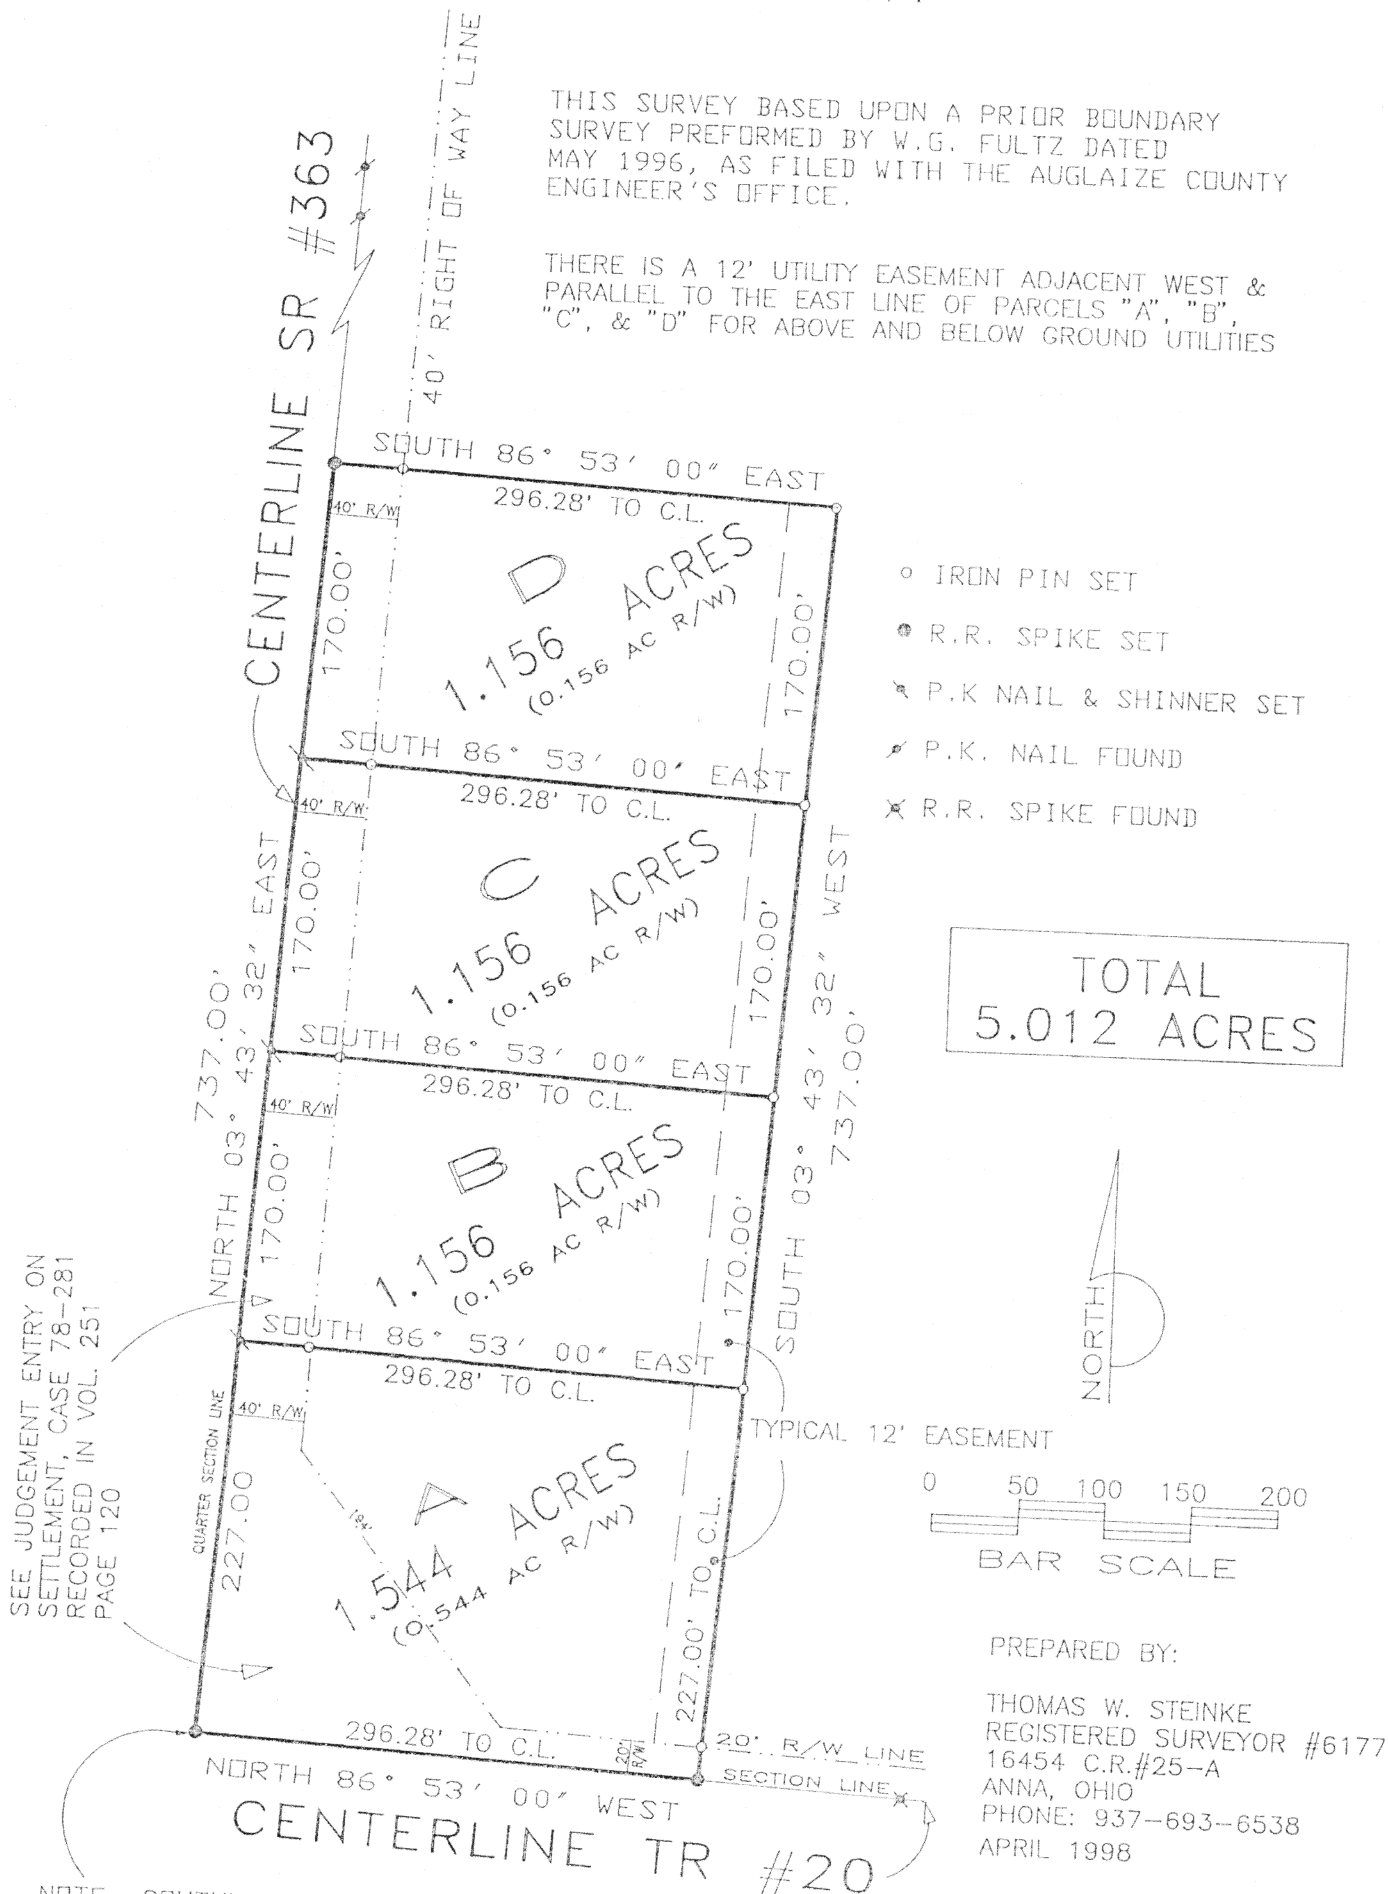 40' RIGHT OF WAY LINE
CENTERLINE SR #363
THIS SURVEY BASED UPON A PRIOR BOUNDARY
SURVEY PREFORMED BY W.G. FULTZ DATED
MAY 1996, AS FILED WITH THE AUGLAIZE COUNTY
ENGINEER'S OFFICE.
THERE IS A 12' UTILITY EASEMENT ADJACENT WEST &
PARALLEL TO THE EAST LINE OF PARCELS "A", "B",
"C", & "D" FOR ABOVE AND BELOW GROUND UTILITIES
SOUTH 86° 53' 00" EAST
296.28' TO C.L.
40' R/W
170.00'
D
1.156 ACRES
(0.156 AC R/W)
170.00'
IRON PIN SET
R.R. SPIKE SET
P.K NAIL & SHINNER SET
P.K. NAIL FOUND
R.R. SPIKE FOUND
SOUTH 86° 53' 00' EAST
296.28' TO C.L.
40' R/W
170.00'
C
1.156 ACRES
(0.156 AC R/W)
170.00'
TOTAL
5.012 ACRES
737.00'
NORTH 03° 43' 32" EAST
SOUTH 03° 43' 32" WEST
737.00'
SOUTH 86° 53' 00" EAST
296.28' TO C.L.
40' R/W
170.00'
B
1.156 ACRES
(0.156 AC R/W)
170.00'
NORTH
SEE JUDGEMENT ENTRY ON
SETTLEMENT, CASE 78-281
RECORDED IN VOL. 251
PAGE 120
SOUTH 86° 53' 00" EAST
296.28' TO C.L.
40' R/W
QUARTER SECTION LINE
227.00
A
1.544 ACRES
(0.544 AC R/W)
227.00' TO C.L.
TYPICAL 12' EASEMENT
0 50 100 150 200
BAR SCALE
296.28' TO C.L.
20' R/W
20' R/W LINE
SECTION LINE
NORTH 86° 53' 00" WEST
CENTERLINE TR #20
PREPARED BY:
THOMAS W. STEINKE
REGISTERED SURVEYOR #6177
16454 C.R.#25-A
ANNA, OHIO
PHONE: 937-693-6538
APRIL 1998